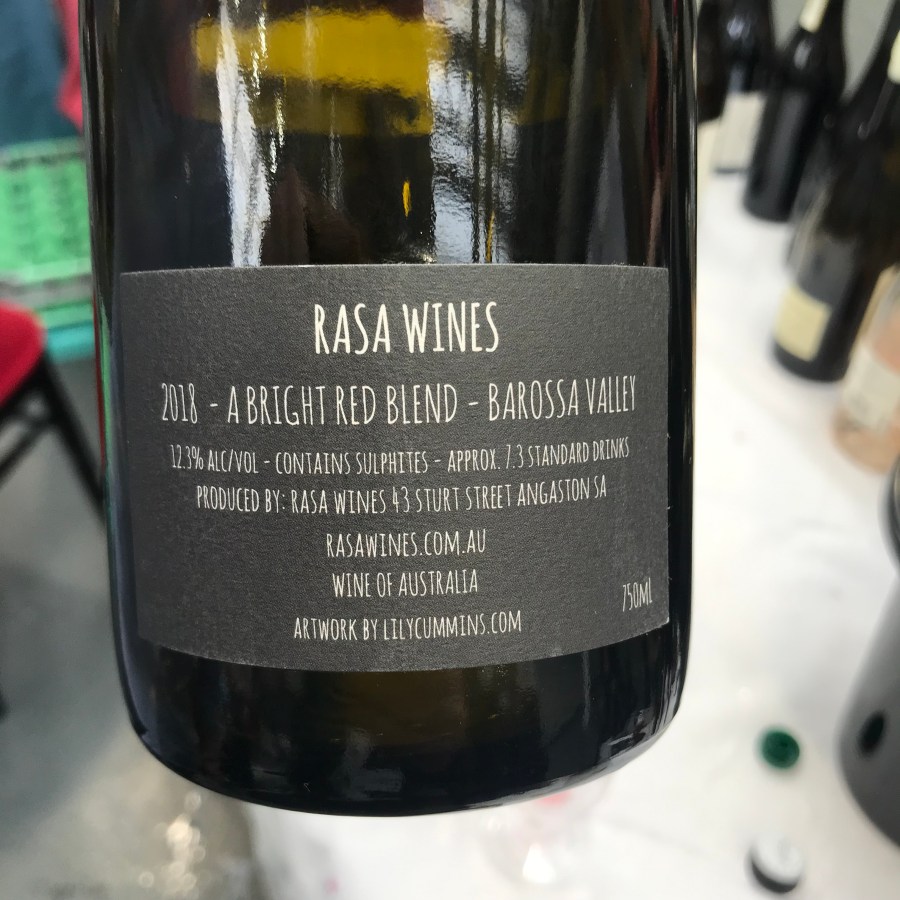 RASA WINES
2018 - A BRIGHT RED BLEND - BAROSSA VALLEY
12.3% ALC/VOL - CONTAINS SULPHITES - APPROX. 7.3 STANDARD DRINKS
PRODUCED BY: RASA WINES 43 STURT STREET ANGASTON SA
RASAWINES.COM.AU
WINE OF AUSTRALIA
750ML
ARTWORK BY LILYCUMMINS.COM